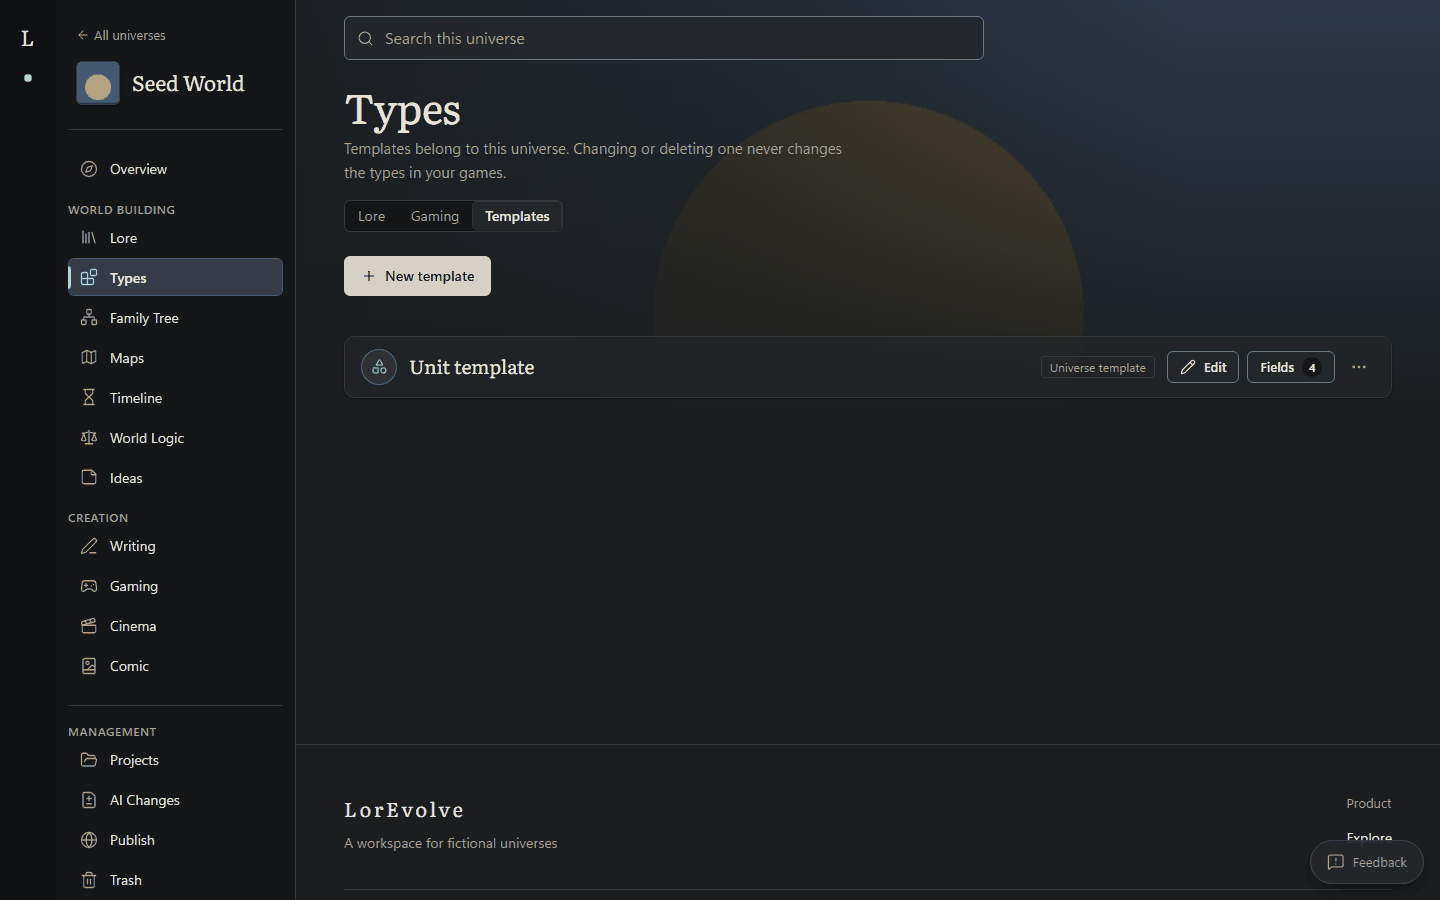 L
All universes
Seed World
Overview
WORLD BUILDING
Lore
Types
Family Tree
Maps
Timeline
World Logic
Ideas
CREATION
Writing
Gaming
Cinema
Comic
MANAGEMENT
Projects
AI Changes
Publish
Trash
Search this universe
Types
Templates belong to this universe. Changing or deleting one never changes
the types in your games.
Lore Gaming Templates
New template
Unit template
Universe template
Edit
Fields 4
LorEvolve
A workspace for fictional universes
Product
Explore
Feedback